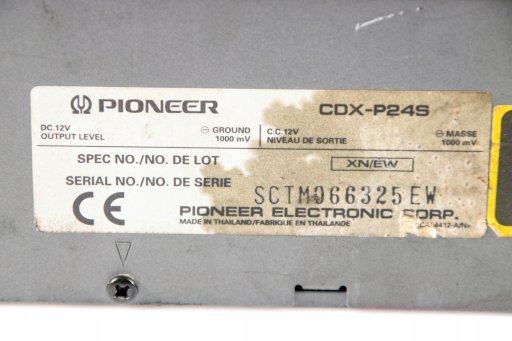 PIONEER CDX-P24S
DC.12V ⊖ GROUND C.C.12V ⊖ MASSE
OUTPUT LEVEL 1000 mV NIVEAU DE SORTIE 1000 mV
SPEC NO./NO. DE LOT XN/EW
SERIAL NO./NO. DE SERIE SCTM066325EW
CE
PIONEER ELECTRONIC CORP.
MADE IN THAILAND/FABRIQUE EN THAILANDE